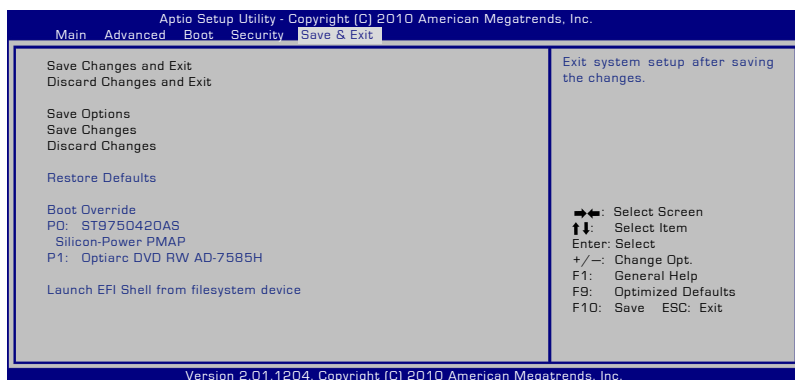 Aptio Setup Utility - Copyright (C) 2010 American Megatrends, Inc.
Main Advanced Boot Security Save & Exit
Save Changes and Exit
Discard Changes and Exit
Save Options
Save Changes
Discard Changes
Restore Defaults
Boot Override
P0: ST9750420AS
Silicon-Power PMAP
P1: Optiarc DVD RW AD-7585H
Launch EFI Shell from filesystem device
Exit system setup after saving
the changes.
→←: Select Screen
↑↓: Select Item
Enter: Select
+/—: Change Opt.
F1: General Help
F9: Optimized Defaults
F10: Save ESC: Exit
Version 2.01.1204. Copyright (C) 2010 American Megatrends, Inc.